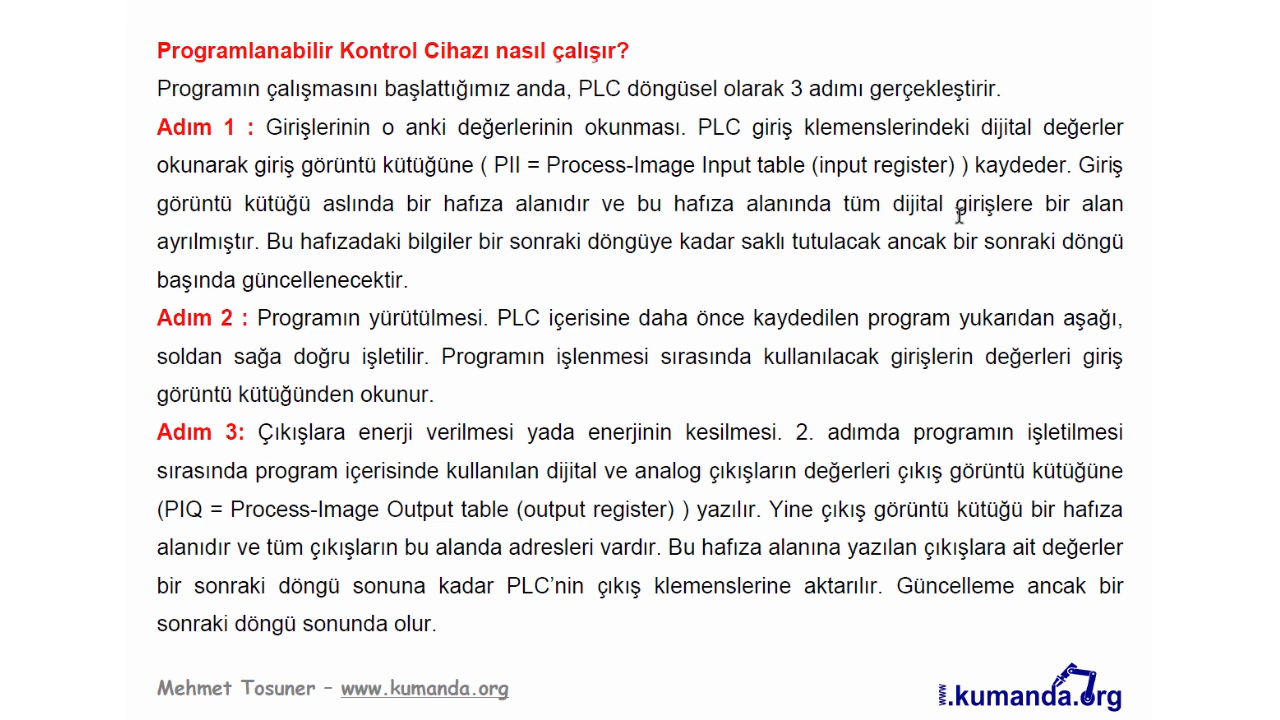 Programlanabilir Kontrol Cihazı nasıl çalışır?
Programın çalışmasını başlattığımız anda, PLC döngüsel olarak 3 adımı gerçekleştirir.
Adım 1 : Girişlerinin o anki değerlerinin okunması. PLC giriş klemenslerindeki dijital değerler
okunarak giriş görüntü kütüğüne ( PII = Process-Image Input table (input register) ) kaydeder. Giriş
görüntü kütüğü aslında bir hafıza alanıdır ve bu hafıza alanında tüm dijital girişlere bir alan
ayrılmıştır. Bu hafızadaki bilgiler bir sonraki döngüye kadar saklı tutulacak ancak bir sonraki döngü
başında güncellenecektir.
Adım 2 : Programın yürütülmesi. PLC içerisine daha önce kaydedilen program yukarıdan aşağı,
soldan sağa doğru işletilir. Programın işlenmesi sırasında kullanılacak girişlerin değerleri giriş
görüntü kütüğünden okunur.
Adım 3: Çıkışlara enerji verilmesi yada enerjinin kesilmesi. 2. adımda programın işletilmesi
sırasında program içerisinde kullanılan dijital ve analog çıkışların değerleri çıkış görüntü kütüğüne
(PIQ = Process-Image Output table (output register) ) yazılır. Yine çıkış görüntü kütüğü bir hafıza
alanıdır ve tüm çıkışların bu alanda adresleri vardır. Bu hafıza alanına yazılan çıkışlara ait değerler
bir sonraki döngü sonuna kadar PLC’nin çıkış klemenslerine aktarılır. Güncelleme ancak bir
sonraki döngü sonunda olur.
Mehmet Tosuner – www.kumanda.org
www.kumanda.org